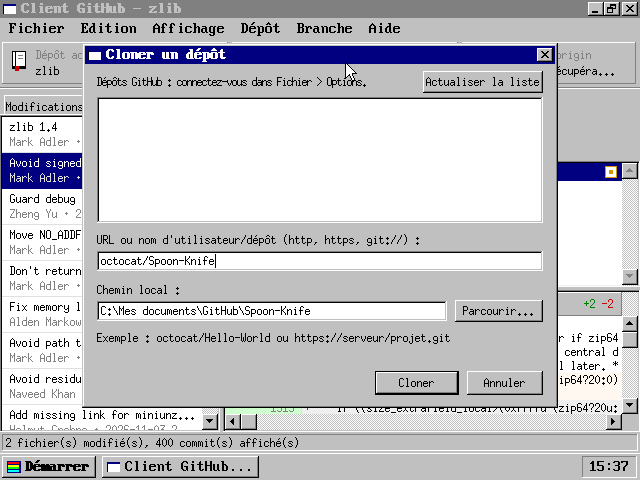 Client GitHub - zlib
Fichier Edition Affichage Dépôt Branche Aide
Dépôt ac
zlib
origin
écupéra...
Cloner un dépôt
Dépôts GitHub : connectez-vous dans Fichier > Options.
Actualiser la liste
URL ou nom d'utilisateur/dépôt (http, https, git://) :
octocat/Spoon-Knife
Chemin local :
C:\Mes documents\GitHub\Spoon-Knife
Parcourir...
Exemple : octocat/Hello-World ou https://serveur/projet.git
Cloner
Annuler
Modifications
zlib 1.4
Mark Adler •
Avoid signed
Mark Adler •
Guard debug
Zheng Yu • 2
Move NO_ADDF
Mark Adler •
Don't return
Mark Adler •
Fix memory l
Alden Markow
Avoid path t
Mark Adler •
Avoid residu
Naveed Khan
Add missing link for miniunz...
+2 -2
r if zip64
central d
l later. *
zip64?20:0)
2 fichier(s) modifié(s), 400 commit(s) affiché(s)
Démarrer
Client GitHub...
15:37